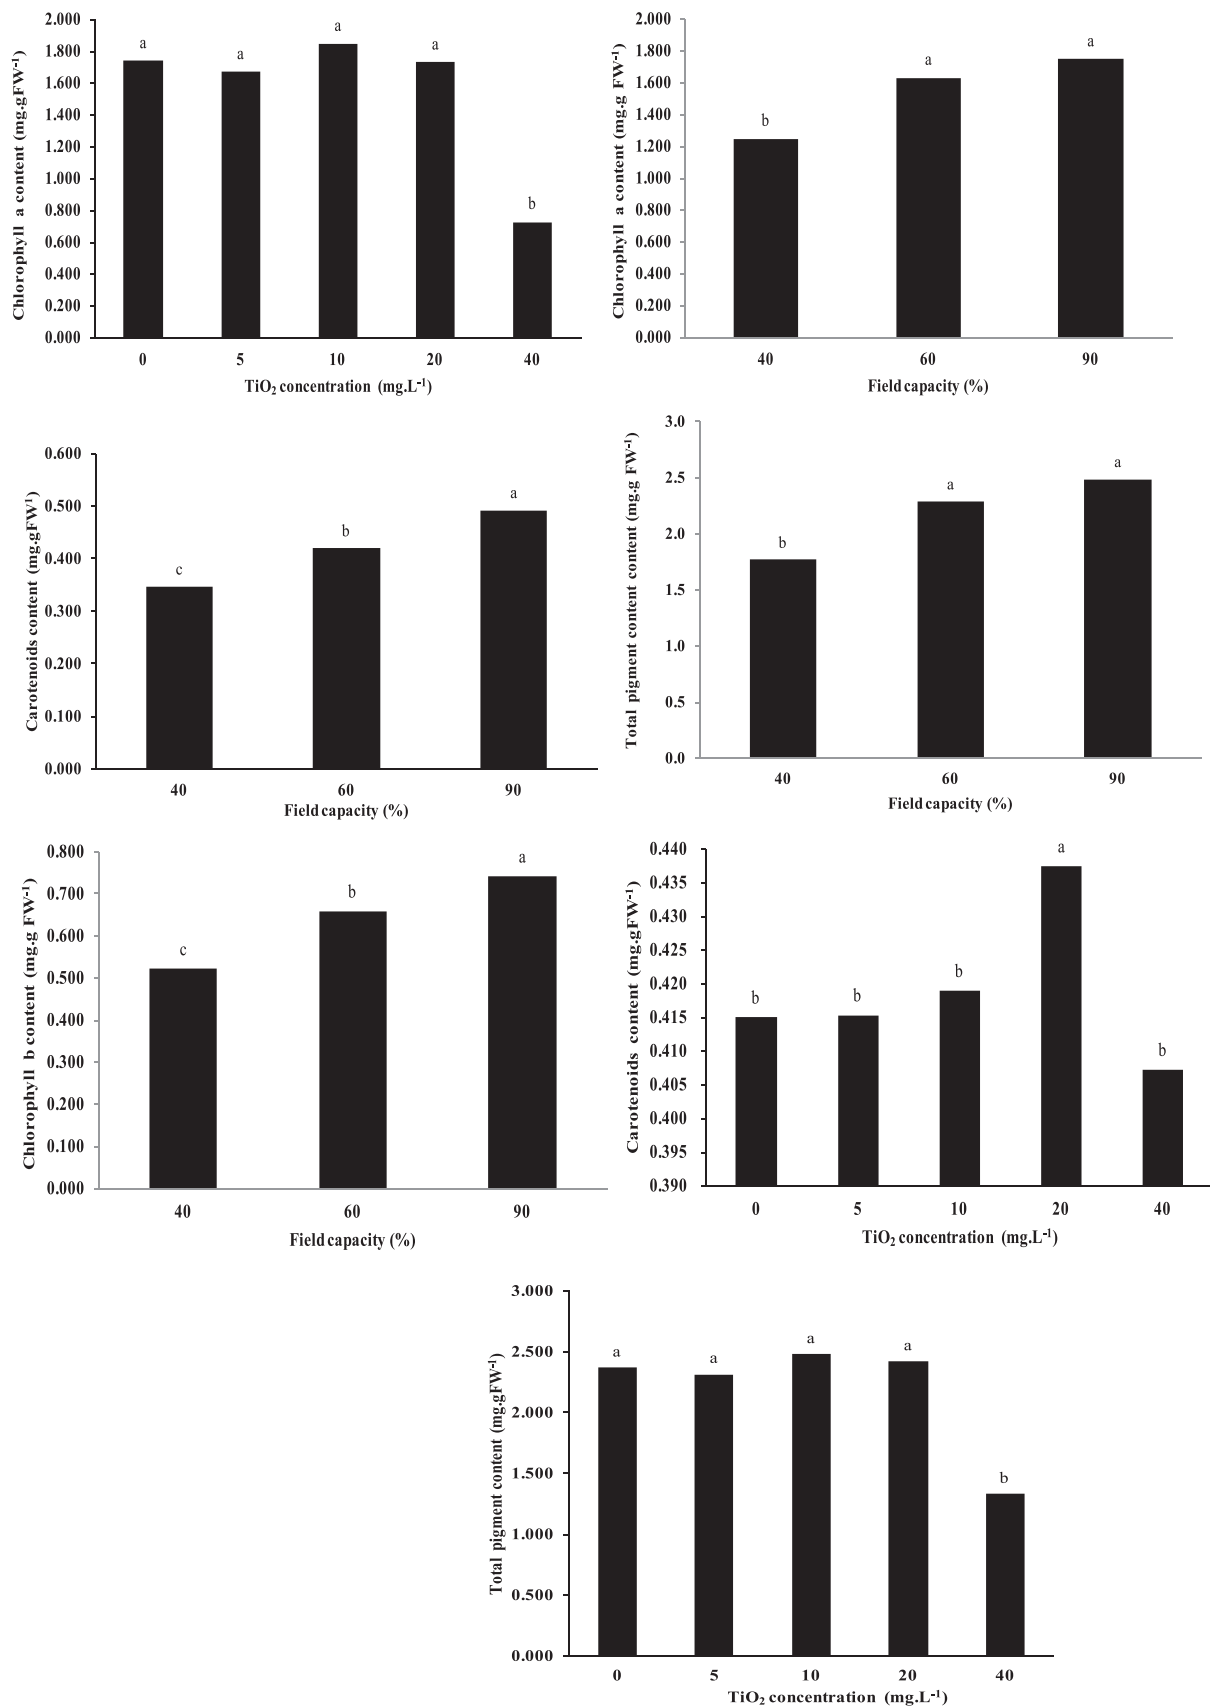 2.000
1.800
1.600
1.400
1.200
1.000
0.800
0.600
0.400
0.200
0.000
Chlorophyll a content (mg.gFW-1)
a a a a b
0 5 10 20 40
TiO2 concentration (mg.L-1)
2.000
1.800
1.600
1.400
1.200
1.000
0.800
0.600
0.400
0.200
0.000
Chlorophyll a content (mg.g FW-1)
b a a
40 60 90
Field capacity (%)
0.600
0.500
0.400
0.300
0.200
0.100
0.000
Carotenoids content (mg.gFW1)
c b a
40 60 90
Field capacity (%)
3.0
2.5
2.0
1.5
1.0
0.5
0.0
Total pigment content content (mg.g FW-1)
b a a
40 60 90
Field capacity (%)
0.800
0.700
0.600
0.500
0.400
0.300
0.200
0.100
0.000
Chlorophyll b content (mg.g FW-1)
c b a
40 60 90
Field capacity (%)
0.440
0.435
0.430
0.425
0.420
0.415
0.410
0.405
0.400
0.395
0.390
Carotenoids content (mg.gFW-1)
b b b a b
0 5 10 20 40
TiO2 concentration (mg.L-1)
3.000
2.500
2.000
1.500
1.000
0.500
0.000
Total pigment content (mg.gFW-1)
a a a a b
0 5 10 20 40
TiO2 concentration (mg.L-1)